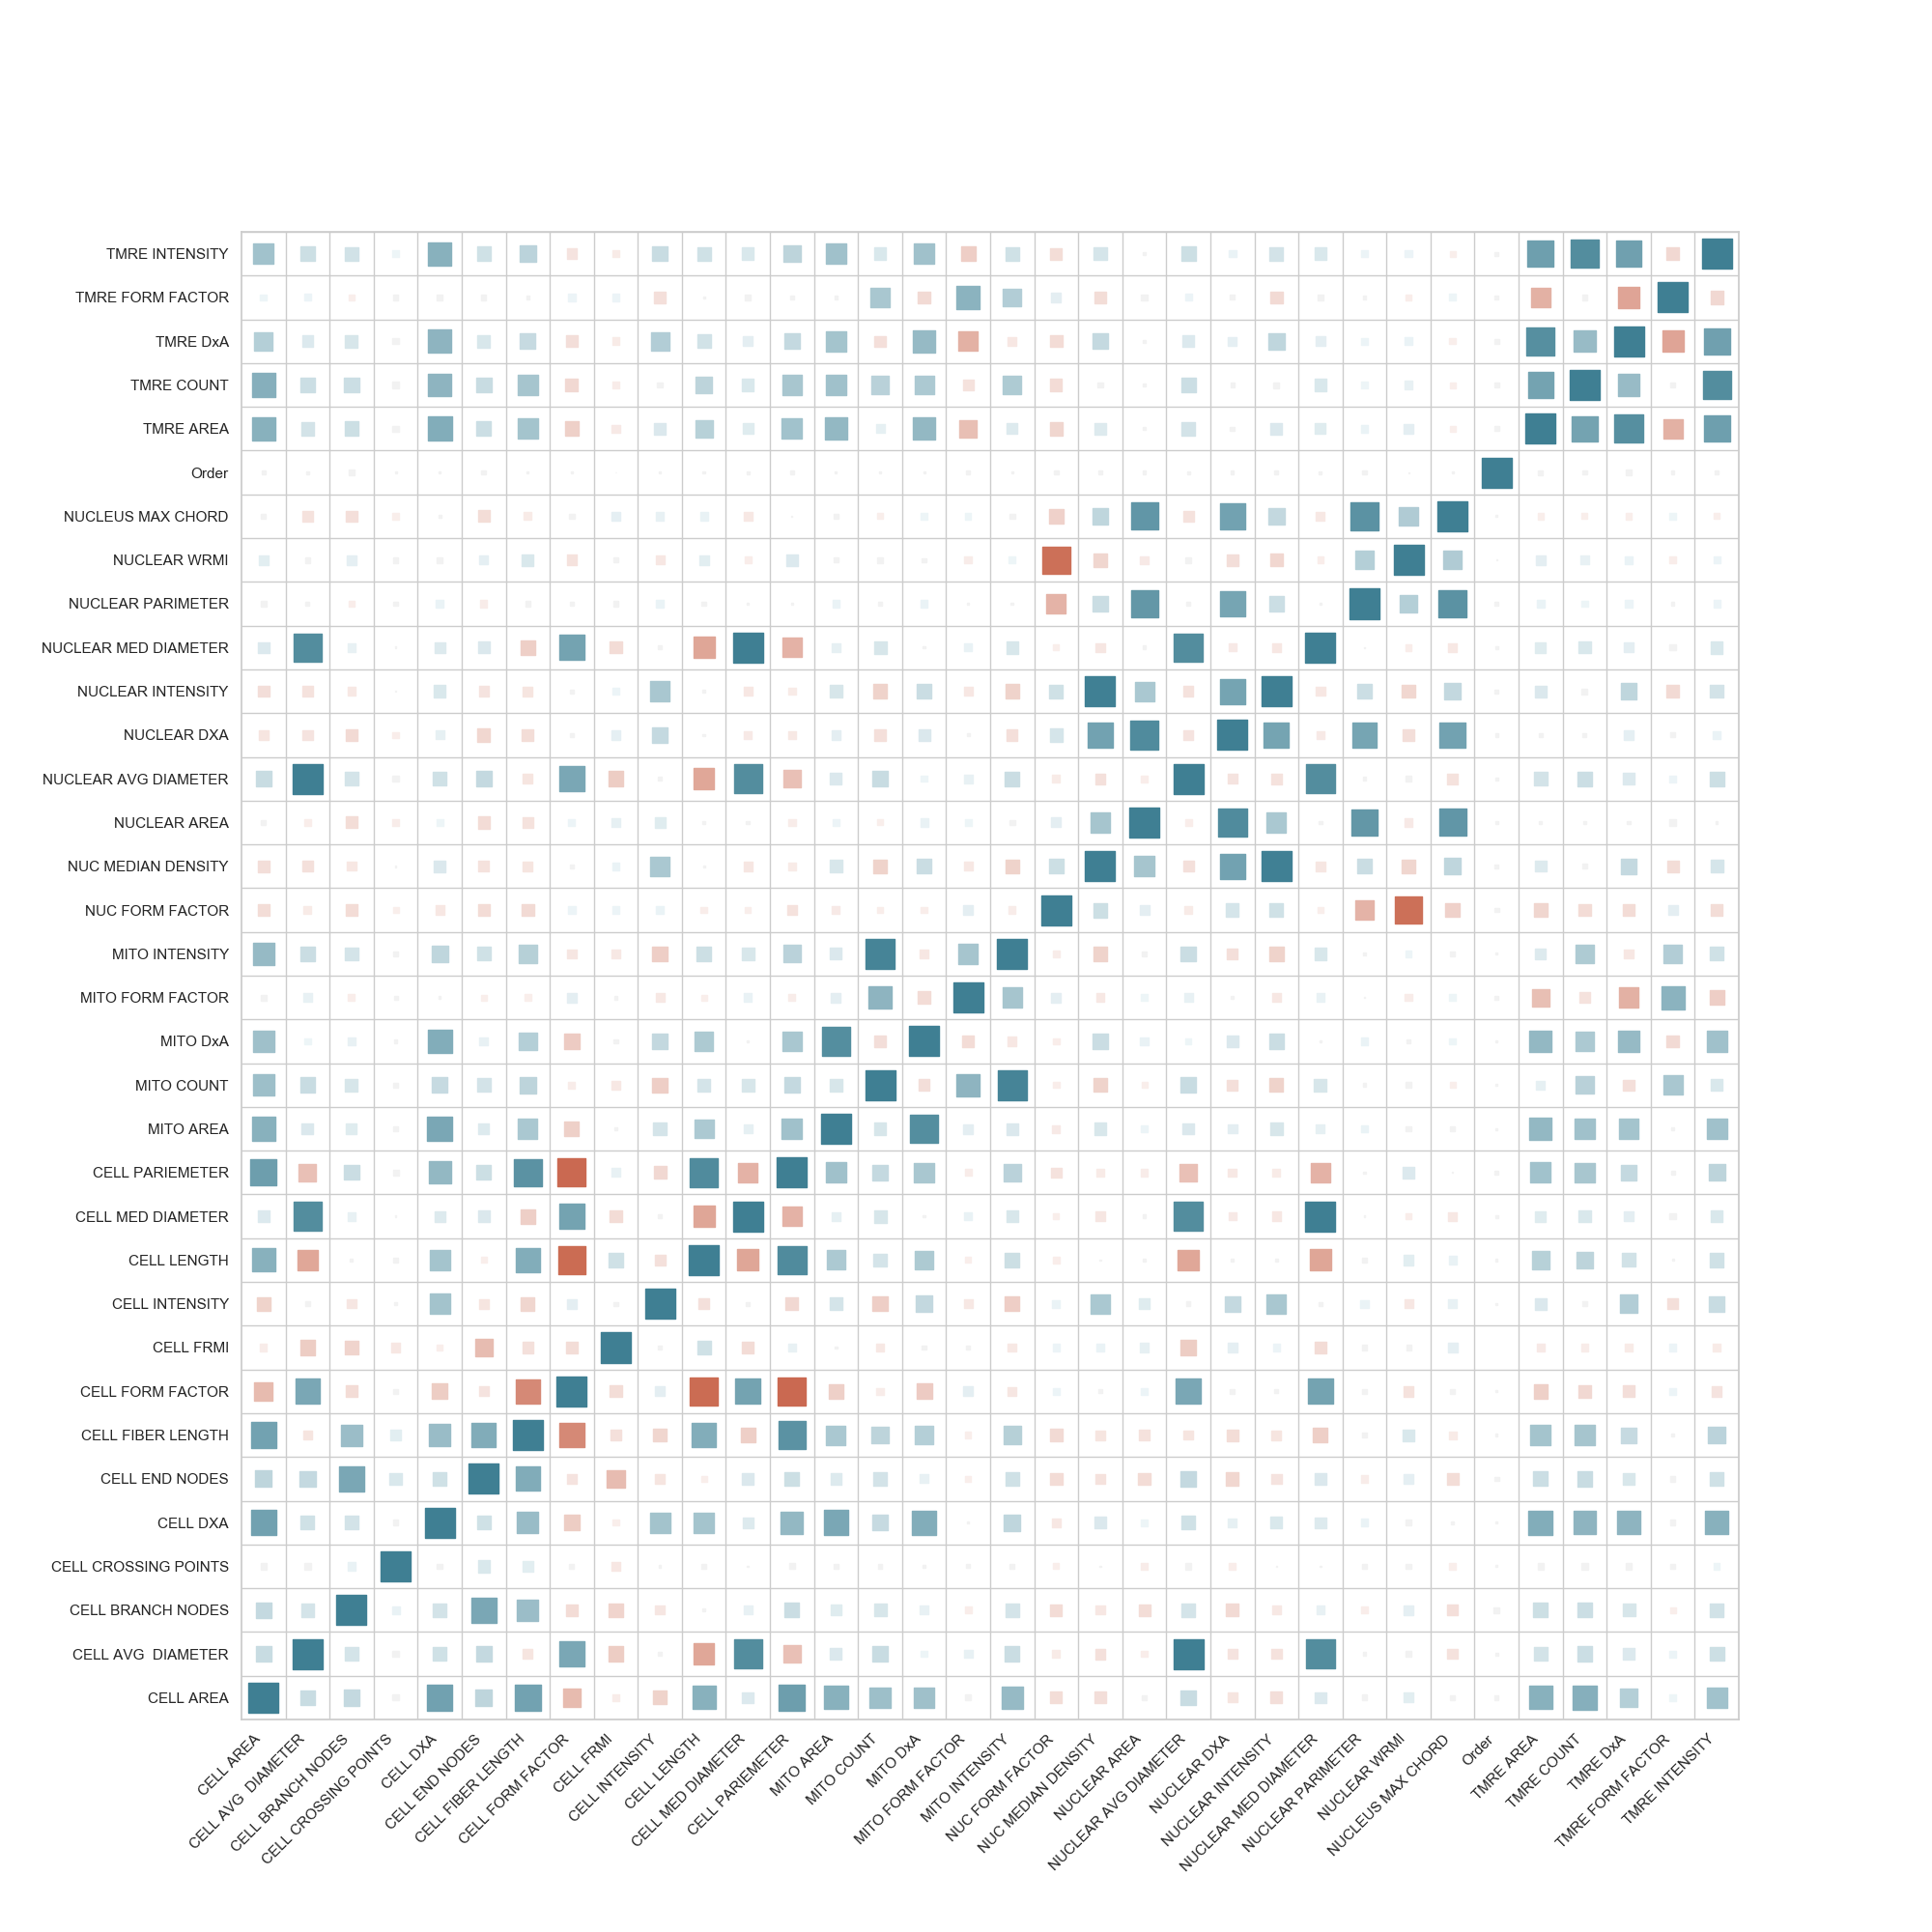 TMRE INTENSITY
TMRE FORM FACTOR
TMRE DxA
TMRE COUNT
TMRE AREA
Order
NUCLEUS MAX CHORD
NUCLEAR WRMI
NUCLEAR PARIMETER
NUCLEAR MED DIAMETER
NUCLEAR INTENSITY
NUCLEAR DXA
NUCLEAR AVG DIAMETER
NUCLEAR AREA
NUC MEDIAN DENSITY
NUC FORM FACTOR
MITO INTENSITY
MITO FORM FACTOR
MITO DxA
MITO COUNT
MITO AREA
CELL PARIEMETER
CELL MED DIAMETER
CELL LENGTH
CELL INTENSITY
CELL FRMI
CELL FORM FACTOR
CELL FIBER LENGTH
CELL END NODES
CELL DXA
CELL CROSSING POINTS
CELL BRANCH NODES
CELL AVG  DIAMETER
CELL AREA
CELL AREA
CELL AVG  DIAMETER
CELL BRANCH NODES
CELL CROSSING POINTS
CELL DXA
CELL END NODES
CELL FIBER LENGTH
CELL FORM FACTOR
CELL FRMI
CELL INTENSITY
CELL LENGTH
CELL MED DIAMETER
CELL PARIEMETER
MITO AREA
MITO COUNT
MITO DxA
MITO FORM FACTOR
MITO INTENSITY
NUC FORM FACTOR
NUC MEDIAN DENSITY
NUCLEAR AREA
NUCLEAR AVG DIAMETER
NUCLEAR DXA
NUCLEAR INTENSITY
NUCLEAR MED DIAMETER
NUCLEAR PARIMETER
NUCLEAR WRMI
NUCLEUS MAX CHORD
Order
TMRE AREA
TMRE COUNT
TMRE DxA
TMRE FORM FACTOR
TMRE INTENSITY